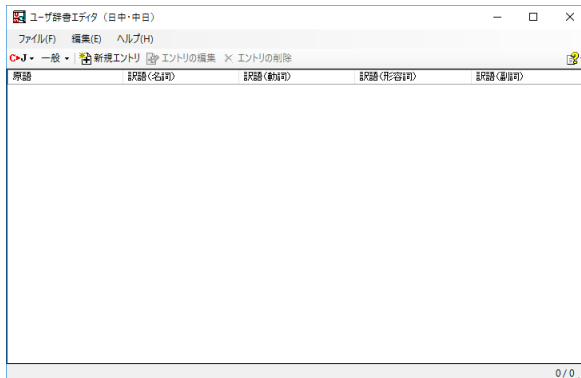 ユーザ辞書エディタ（日中・中日）
ファイル(F) 編集(E) ヘルプ(H)
C▸J 一般 新規エントリ エントリの編集 エントリの削除
原語 訳語(名詞) 訳語(動詞) 訳語(形容詞) 訳語(副詞)
0/0